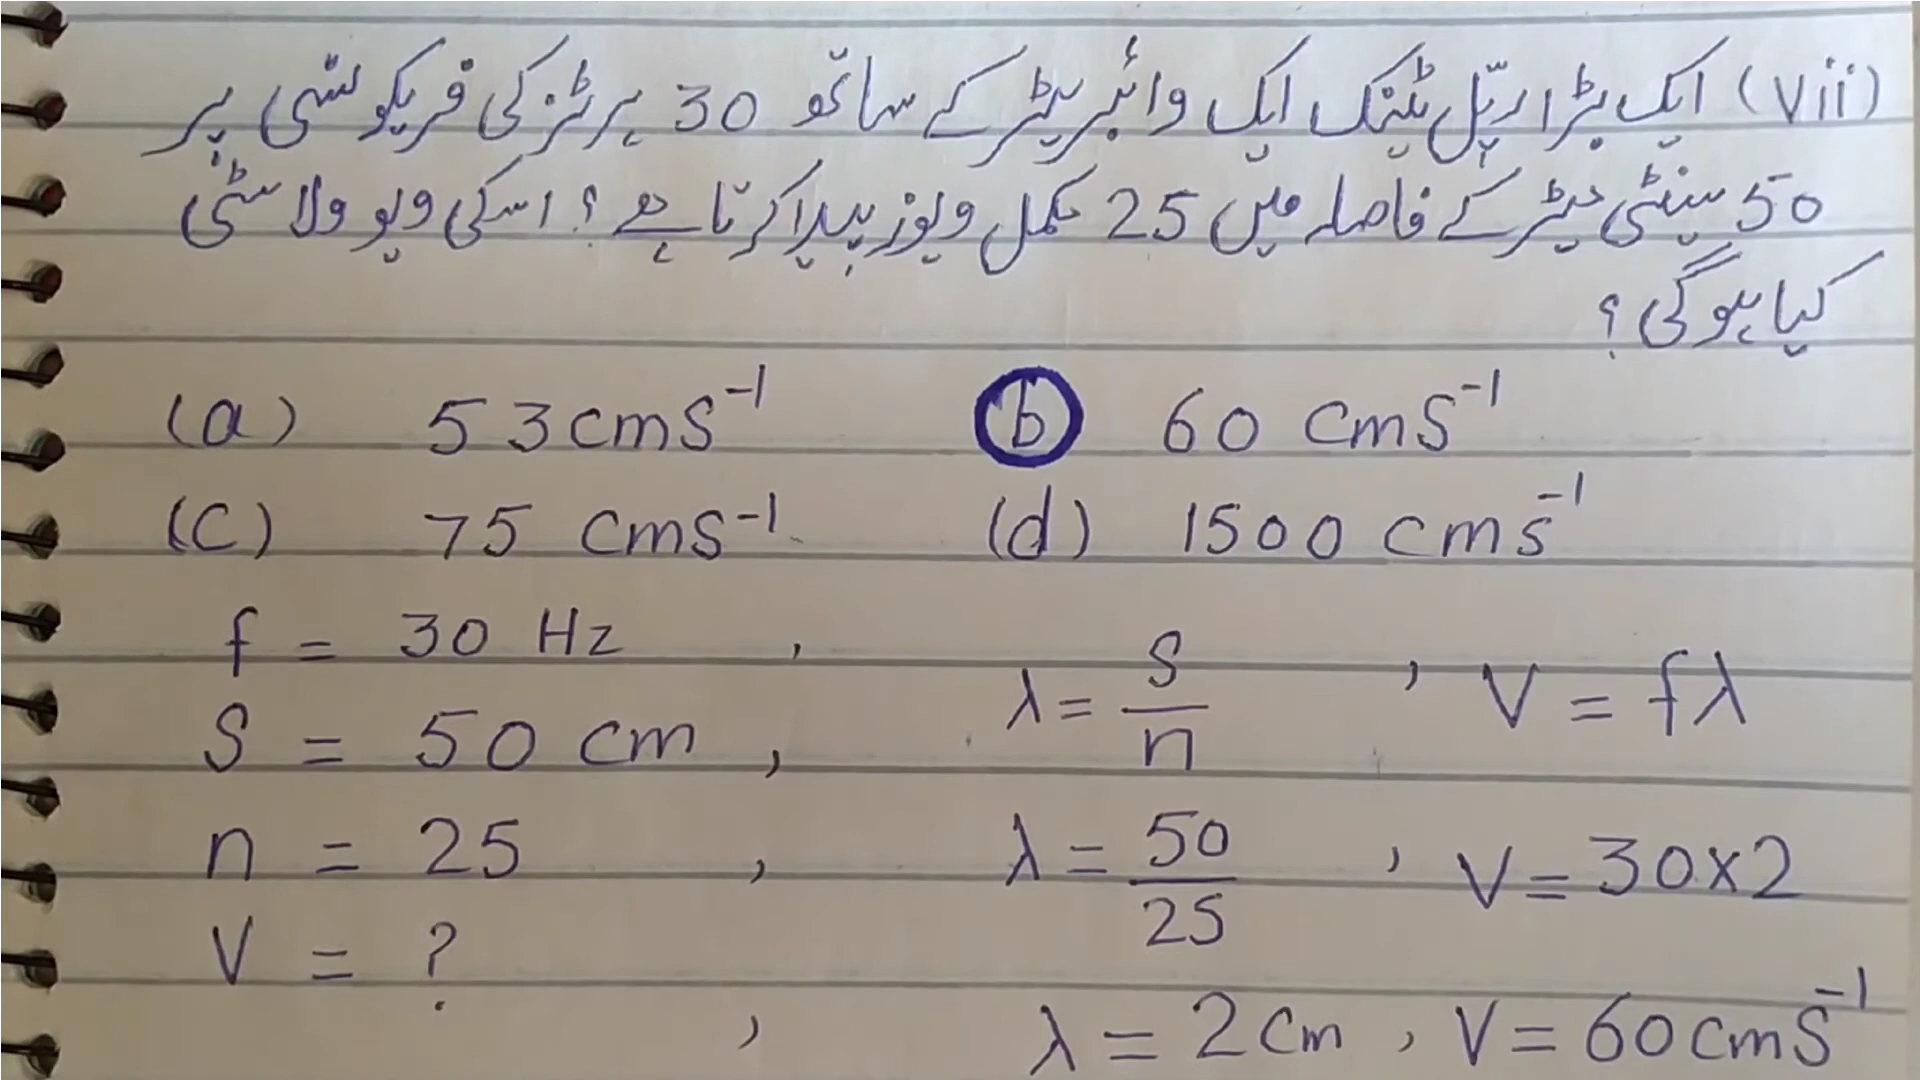 (vii) ایک بڑا رپّل ٹینک ایک وائبریٹر کے ساتھ 30 ہرٹز کی فریکوئنسی پر
50 سینٹی میٹر کے فاصلہ میں 25 مکمل ویوز پیدا کرتا ہے؟ اسکی ویو ولاسٹی
کیا ہوگی؟
(a) 53 cmS⁻¹ (b) 60 CmS⁻¹
(C) 75 CmS⁻¹ (d) 1500 cms⁻¹
f = 30 Hz , λ = S/n , V = fλ
S = 50 cm ,
n = 25 , λ = 50/25 , V = 30×2
V = ?
, λ = 2 Cm , V = 60 cmS⁻¹